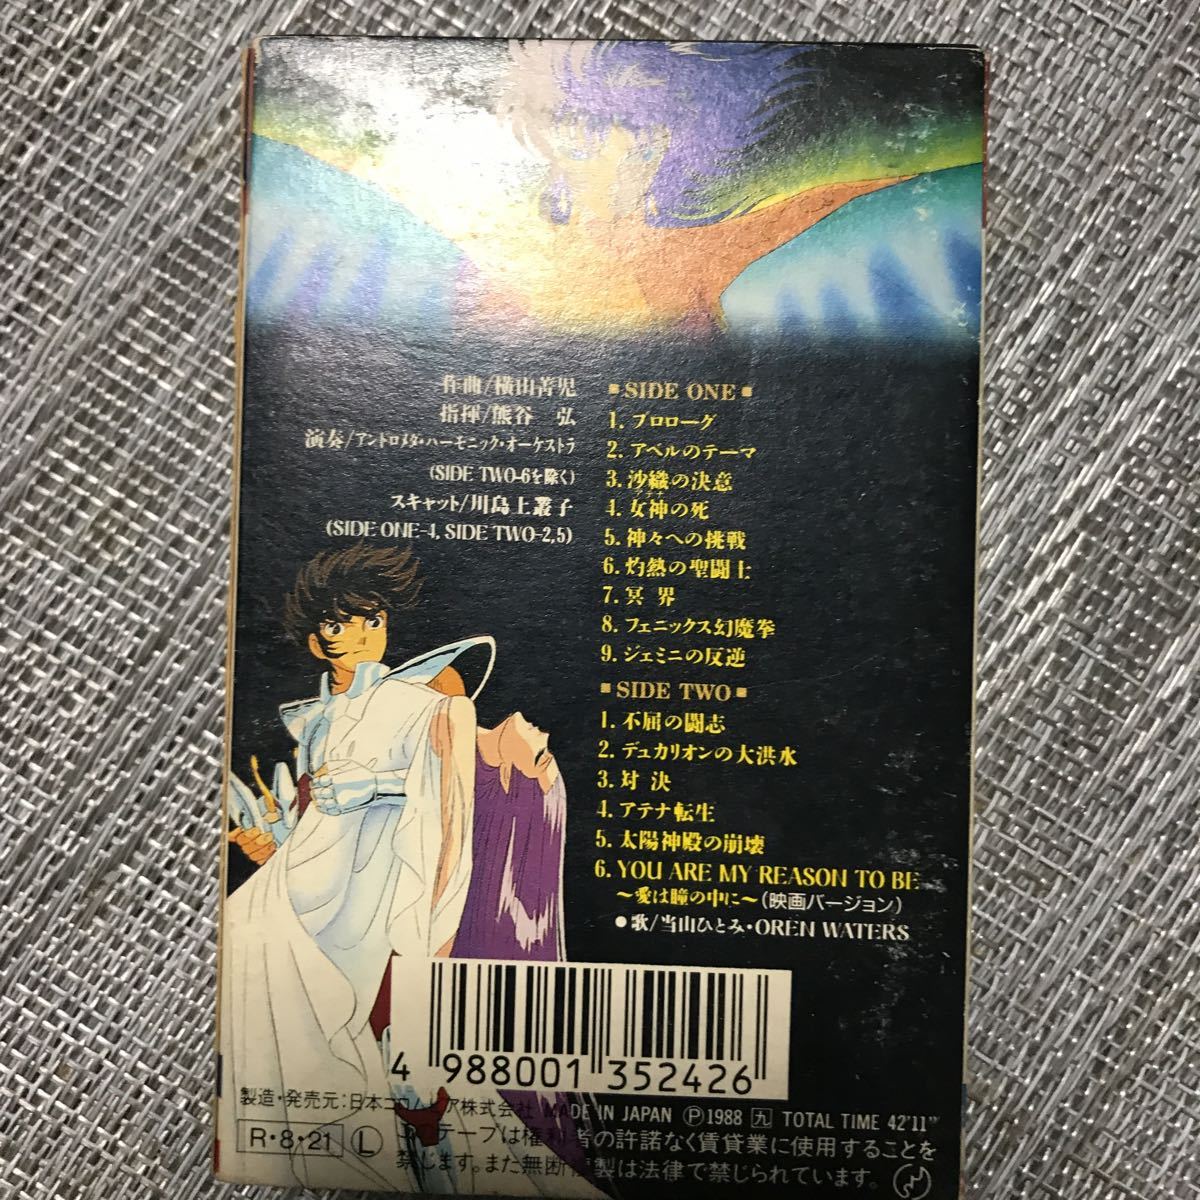 作曲/横山菁児
指揮/熊谷 弘
演奏/アンドロメダ・ハーモニック・オーケストラ
(SIDE TWO-6を除く)
スキャット/川島上叢子
(SIDE ONE-4, SIDE TWO-2,5)
■SIDE ONE■
1. プロローグ
2. アベルのテーマ
3. 沙織の決意
アテナ
4. 女神の死
5. 神々への挑戦
6. 灼熱の聖闘士
7. 冥 界
8. フェニックス幻魔拳
9. ジェミニの反逆
■SIDE TWO■
1. 不屈の闘志
2. デュカリオンの大洪水
3. 対 決
4. アテナ転生
5. 太陽神殿の崩壊
6. YOU ARE MY REASON TO BE
〜愛は瞳の中に〜(映画バージョン)
●歌/当山ひとみ・OREN WATERS
4 988001 352426
製造・発売元:日本コロムビア株式会社 MADE IN JAPAN Ⓟ1988 九 TOTAL TIME 42'11"
R・8・21 Ⓛ このテープは権利者の許諾なく賃貸業に使用することを
禁じます。また無断複製は法律で禁じられています。